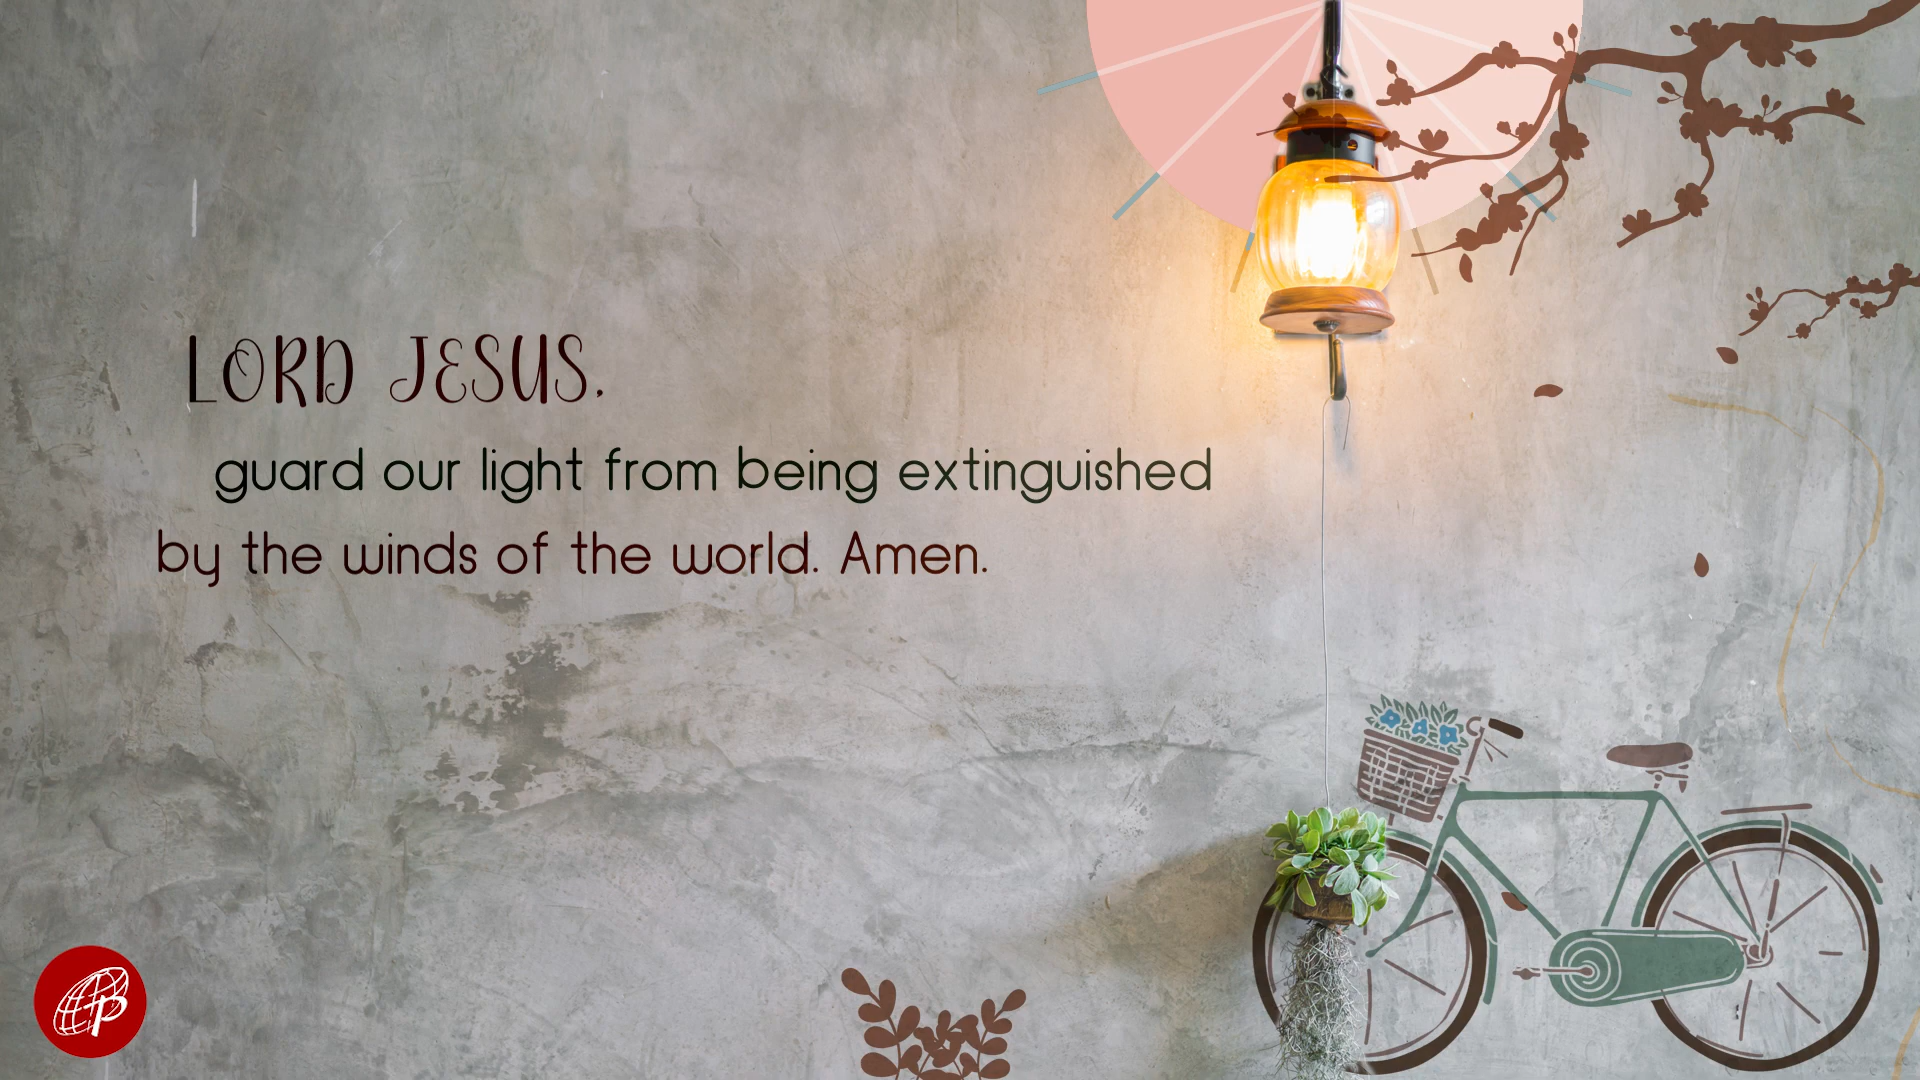 LORD JESUS,
guard our light from being extinguished
by the winds of the world. Amen.